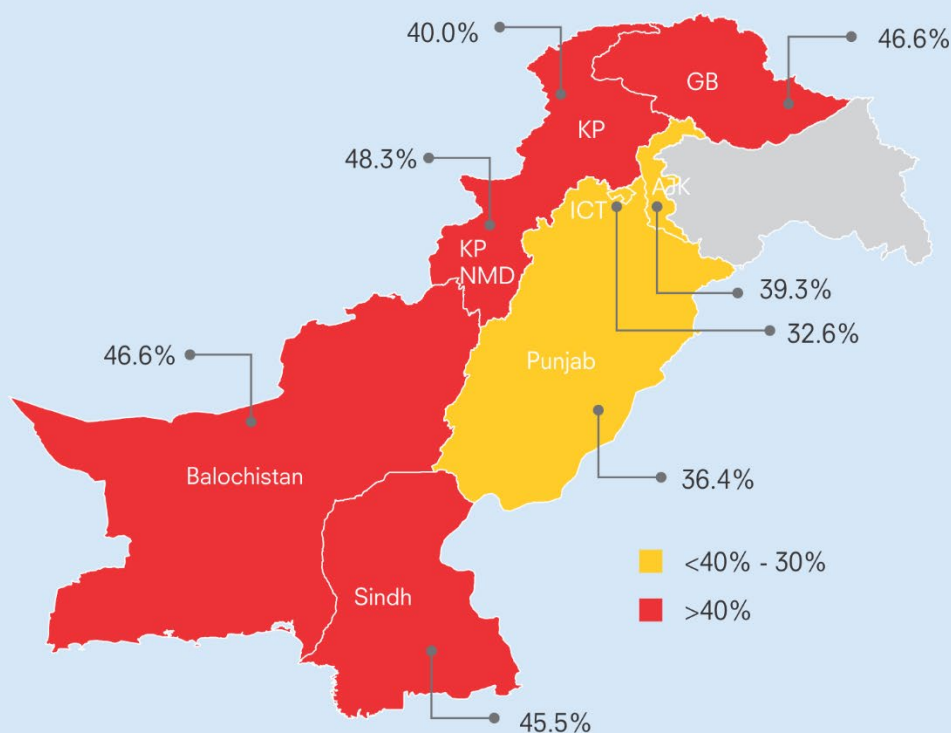 40.0%
46.6%
GB
KP
48.3%
AJK
ICT
KP
NMD
39.3%
32.6%
46.6%
Punjab
Balochistan
36.4%
<40% - 30%
Sindh
>40%
45.5%